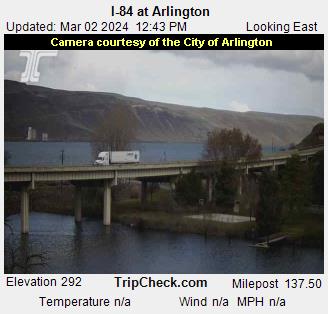 I-84 at Arlington
Updated: Mar 02 2024 12:43 PM Looking East
Camera courtesy of the City of Arlington
Elevation 292 TripCheck.com Milepost 137.50
Temperature n/a Wind n/a MPH n/a